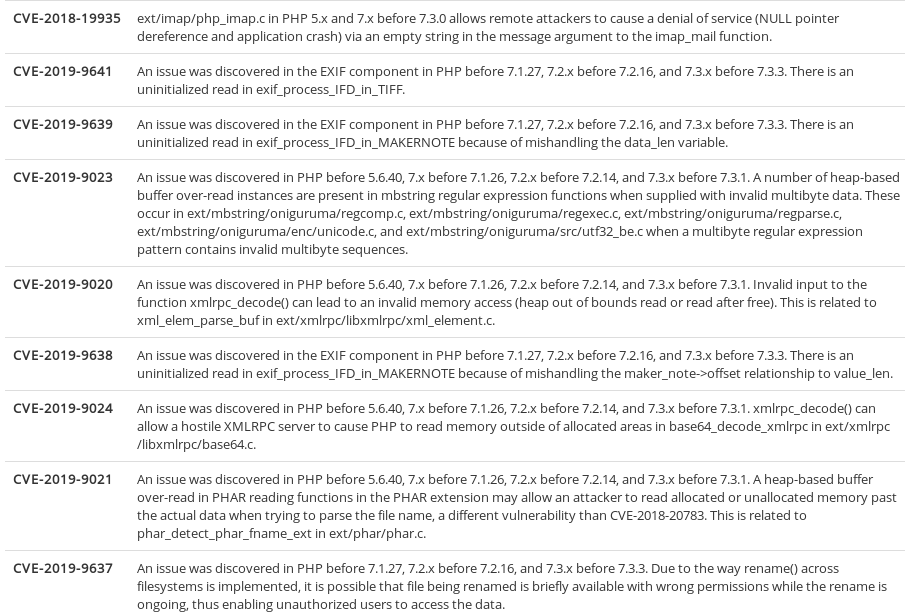 CVE-2018-19935 ext/imap/php_imap.c in PHP 5.x and 7.x before 7.3.0 allows remote attackers to cause a denial of service (NULL pointer
dereference and application crash) via an empty string in the message argument to the imap_mail function.
CVE-2019-9641 An issue was discovered in the EXIF component in PHP before 7.1.27, 7.2.x before 7.2.16, and 7.3.x before 7.3.3. There is an
uninitialized read in exif_process_IFD_in_TIFF.
CVE-2019-9639 An issue was discovered in the EXIF component in PHP before 7.1.27, 7.2.x before 7.2.16, and 7.3.x before 7.3.3. There is an
uninitialized read in exif_process_IFD_in_MAKERNOTE because of mishandling the data_len variable.
CVE-2019-9023 An issue was discovered in PHP before 5.6.40, 7.x before 7.1.26, 7.2.x before 7.2.14, and 7.3.x before 7.3.1. A number of heap-based
buffer over-read instances are present in mbstring regular expression functions when supplied with invalid multibyte data. These
occur in ext/mbstring/oniguruma/regcomp.c, ext/mbstring/oniguruma/regexec.c, ext/mbstring/oniguruma/regparse.c,
ext/mbstring/oniguruma/enc/unicode.c, and ext/mbstring/oniguruma/src/utf32_be.c when a multibyte regular expression
pattern contains invalid multibyte sequences.
CVE-2019-9020 An issue was discovered in PHP before 5.6.40, 7.x before 7.1.26, 7.2.x before 7.2.14, and 7.3.x before 7.3.1. Invalid input to the
function xmlrpc_decode() can lead to an invalid memory access (heap out of bounds read or read after free). This is related to
xml_elem_parse_buf in ext/xmlrpc/libxmlrpc/xml_element.c.
CVE-2019-9638 An issue was discovered in the EXIF component in PHP before 7.1.27, 7.2.x before 7.2.16, and 7.3.x before 7.3.3. There is an
uninitialized read in exif_process_IFD_in_MAKERNOTE because of mishandling the maker_note->offset relationship to value_len.
CVE-2019-9024 An issue was discovered in PHP before 5.6.40, 7.x before 7.1.26, 7.2.x before 7.2.14, and 7.3.x before 7.3.1. xmlrpc_decode() can
allow a hostile XMLRPC server to cause PHP to read memory outside of allocated areas in base64_decode_xmlrpc in ext/xmlrpc
/libxmlrpc/base64.c.
CVE-2019-9021 An issue was discovered in PHP before 5.6.40, 7.x before 7.1.26, 7.2.x before 7.2.14, and 7.3.x before 7.3.1. A heap-based buffer
over-read in PHAR reading functions in the PHAR extension may allow an attacker to read allocated or unallocated memory past
the actual data when trying to parse the file name, a different vulnerability than CVE-2018-20783. This is related to
phar_detect_phar_fname_ext in ext/phar/phar.c.
CVE-2019-9637 An issue was discovered in PHP before 7.1.27, 7.2.x before 7.2.16, and 7.3.x before 7.3.3. Due to the way rename() across
filesystems is implemented, it is possible that file being renamed is briefly available with wrong permissions while the rename is
ongoing, thus enabling unauthorized users to access the data.